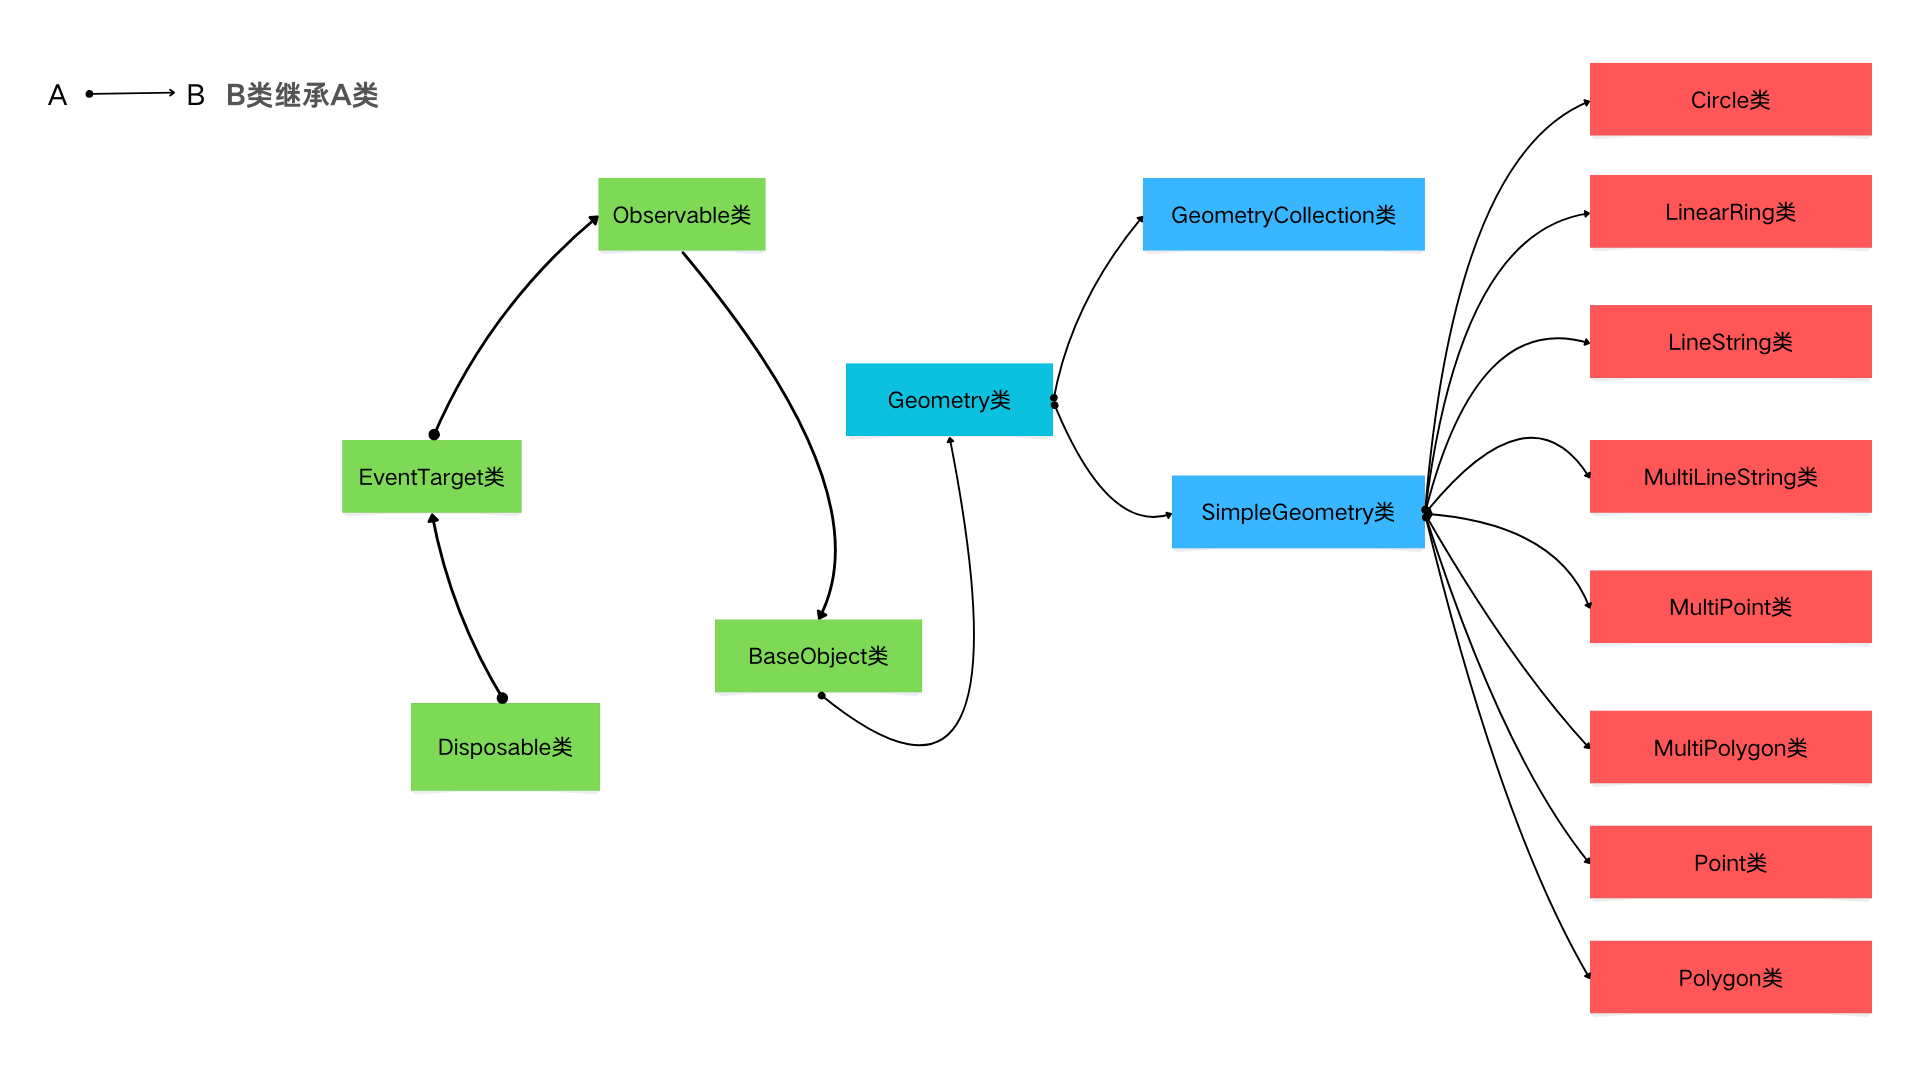 A B B类继承A类
Observable类
EventTarget类
Disposable类
BaseObject类
Geometry类
GeometryCollection类
SimpleGeometry类
Circle类
LinearRing类
LineString类
MultiLineString类
MultiPoint类
MultiPolygon类
Point类
Polygon类